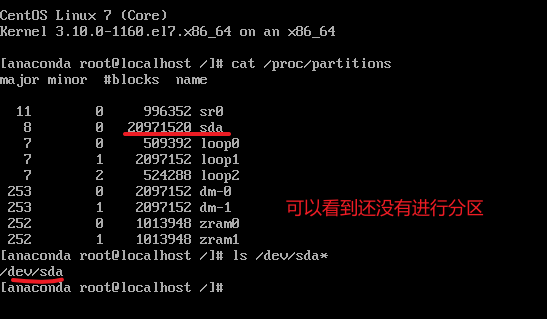 CentOS Linux 7 (Core)
Kernel 3.10.0-1160.el7.x86_64 on an x86_64
[anaconda root@localhost /]# cat /proc/partitions
major minor  #blocks  name
11        0     996352 sr0
8        0   20971520 sda
7        0     509392 loop0
7        1    2097152 loop1
7        2     524288 loop2
253        0    2097152 dm-0
253        1    2097152 dm-1
252        0    1013948 zram0
252        1    1013948 zram1
可以看到还没有进行分区
[anaconda root@localhost /]# ls /dev/sda*
/dev/sda
[anaconda root@localhost /]#